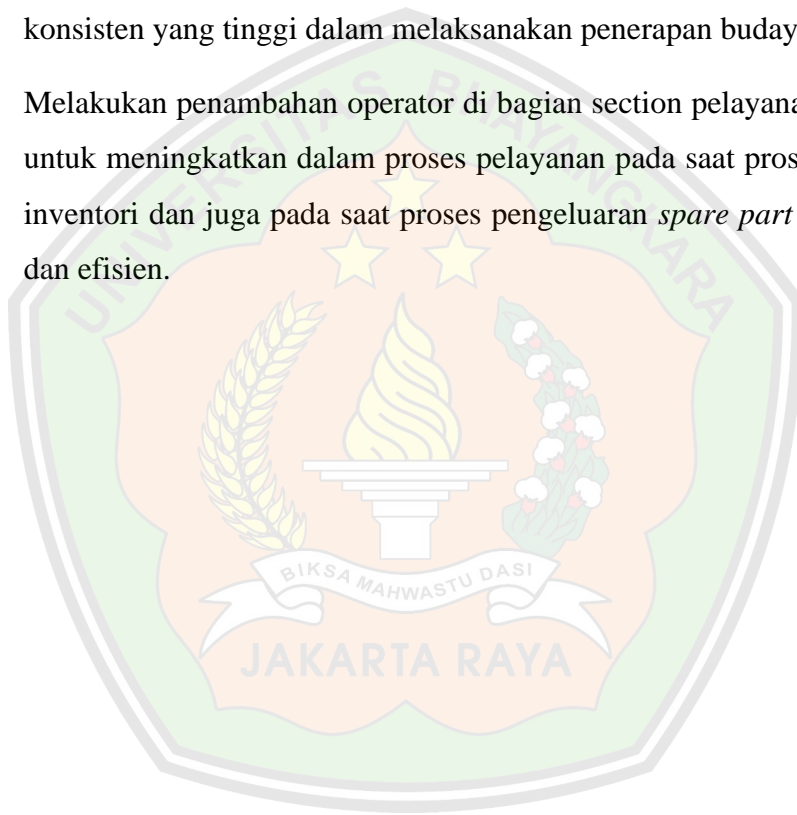 konsisten yang tinggi dalam melaksanakan penerapan buday
Melakukan penambahan operator di bagian section pelayana
untuk meningkatkan dalam proses pelayanan pada saat pros
inventori dan juga pada saat proses pengeluaran spare part
dan efisien.
UNIVERSITAS BHAYANGKARA
BIKSA MAHWASTU DASI
JAKARTA RAYA